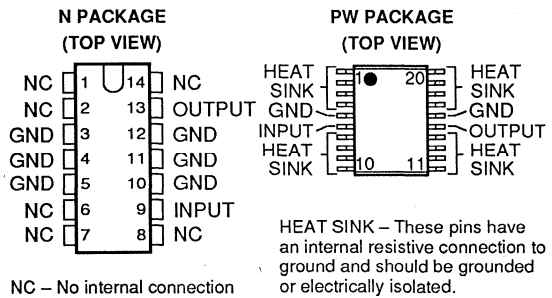 N PACKAGE
(TOP VIEW)
NC 1 14 NC
NC 2 13 OUTPUT
GND 3 12 GND
GND 4 11 GND
GND 5 10 GND
NC 6 9 INPUT
NC 7 8 NC
NC – No internal connection
PW PACKAGE
(TOP VIEW)
HEAT 1 20 HEAT
SINK SINK
GND GND
INPUT OUTPUT
HEAT HEAT
SINK 10 11 SINK
HEAT SINK – These pins have
an internal resistive connection to
ground and should be grounded
or electrically isolated.